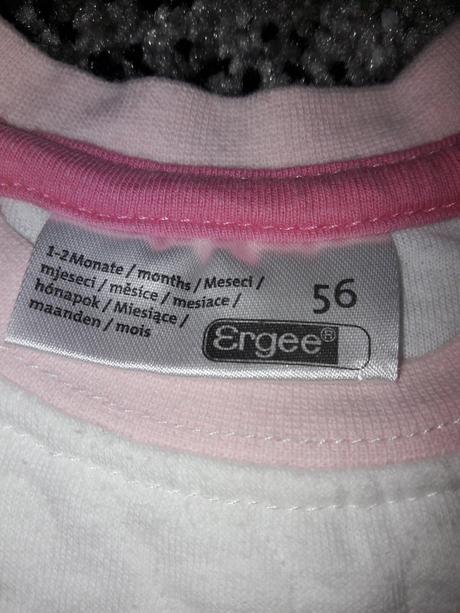 1-2 Monate / months / Meseci /
mjeseci / měsíce / mesiace /
hónapok / Miesiące /
maanden / mois
56
Ergee®